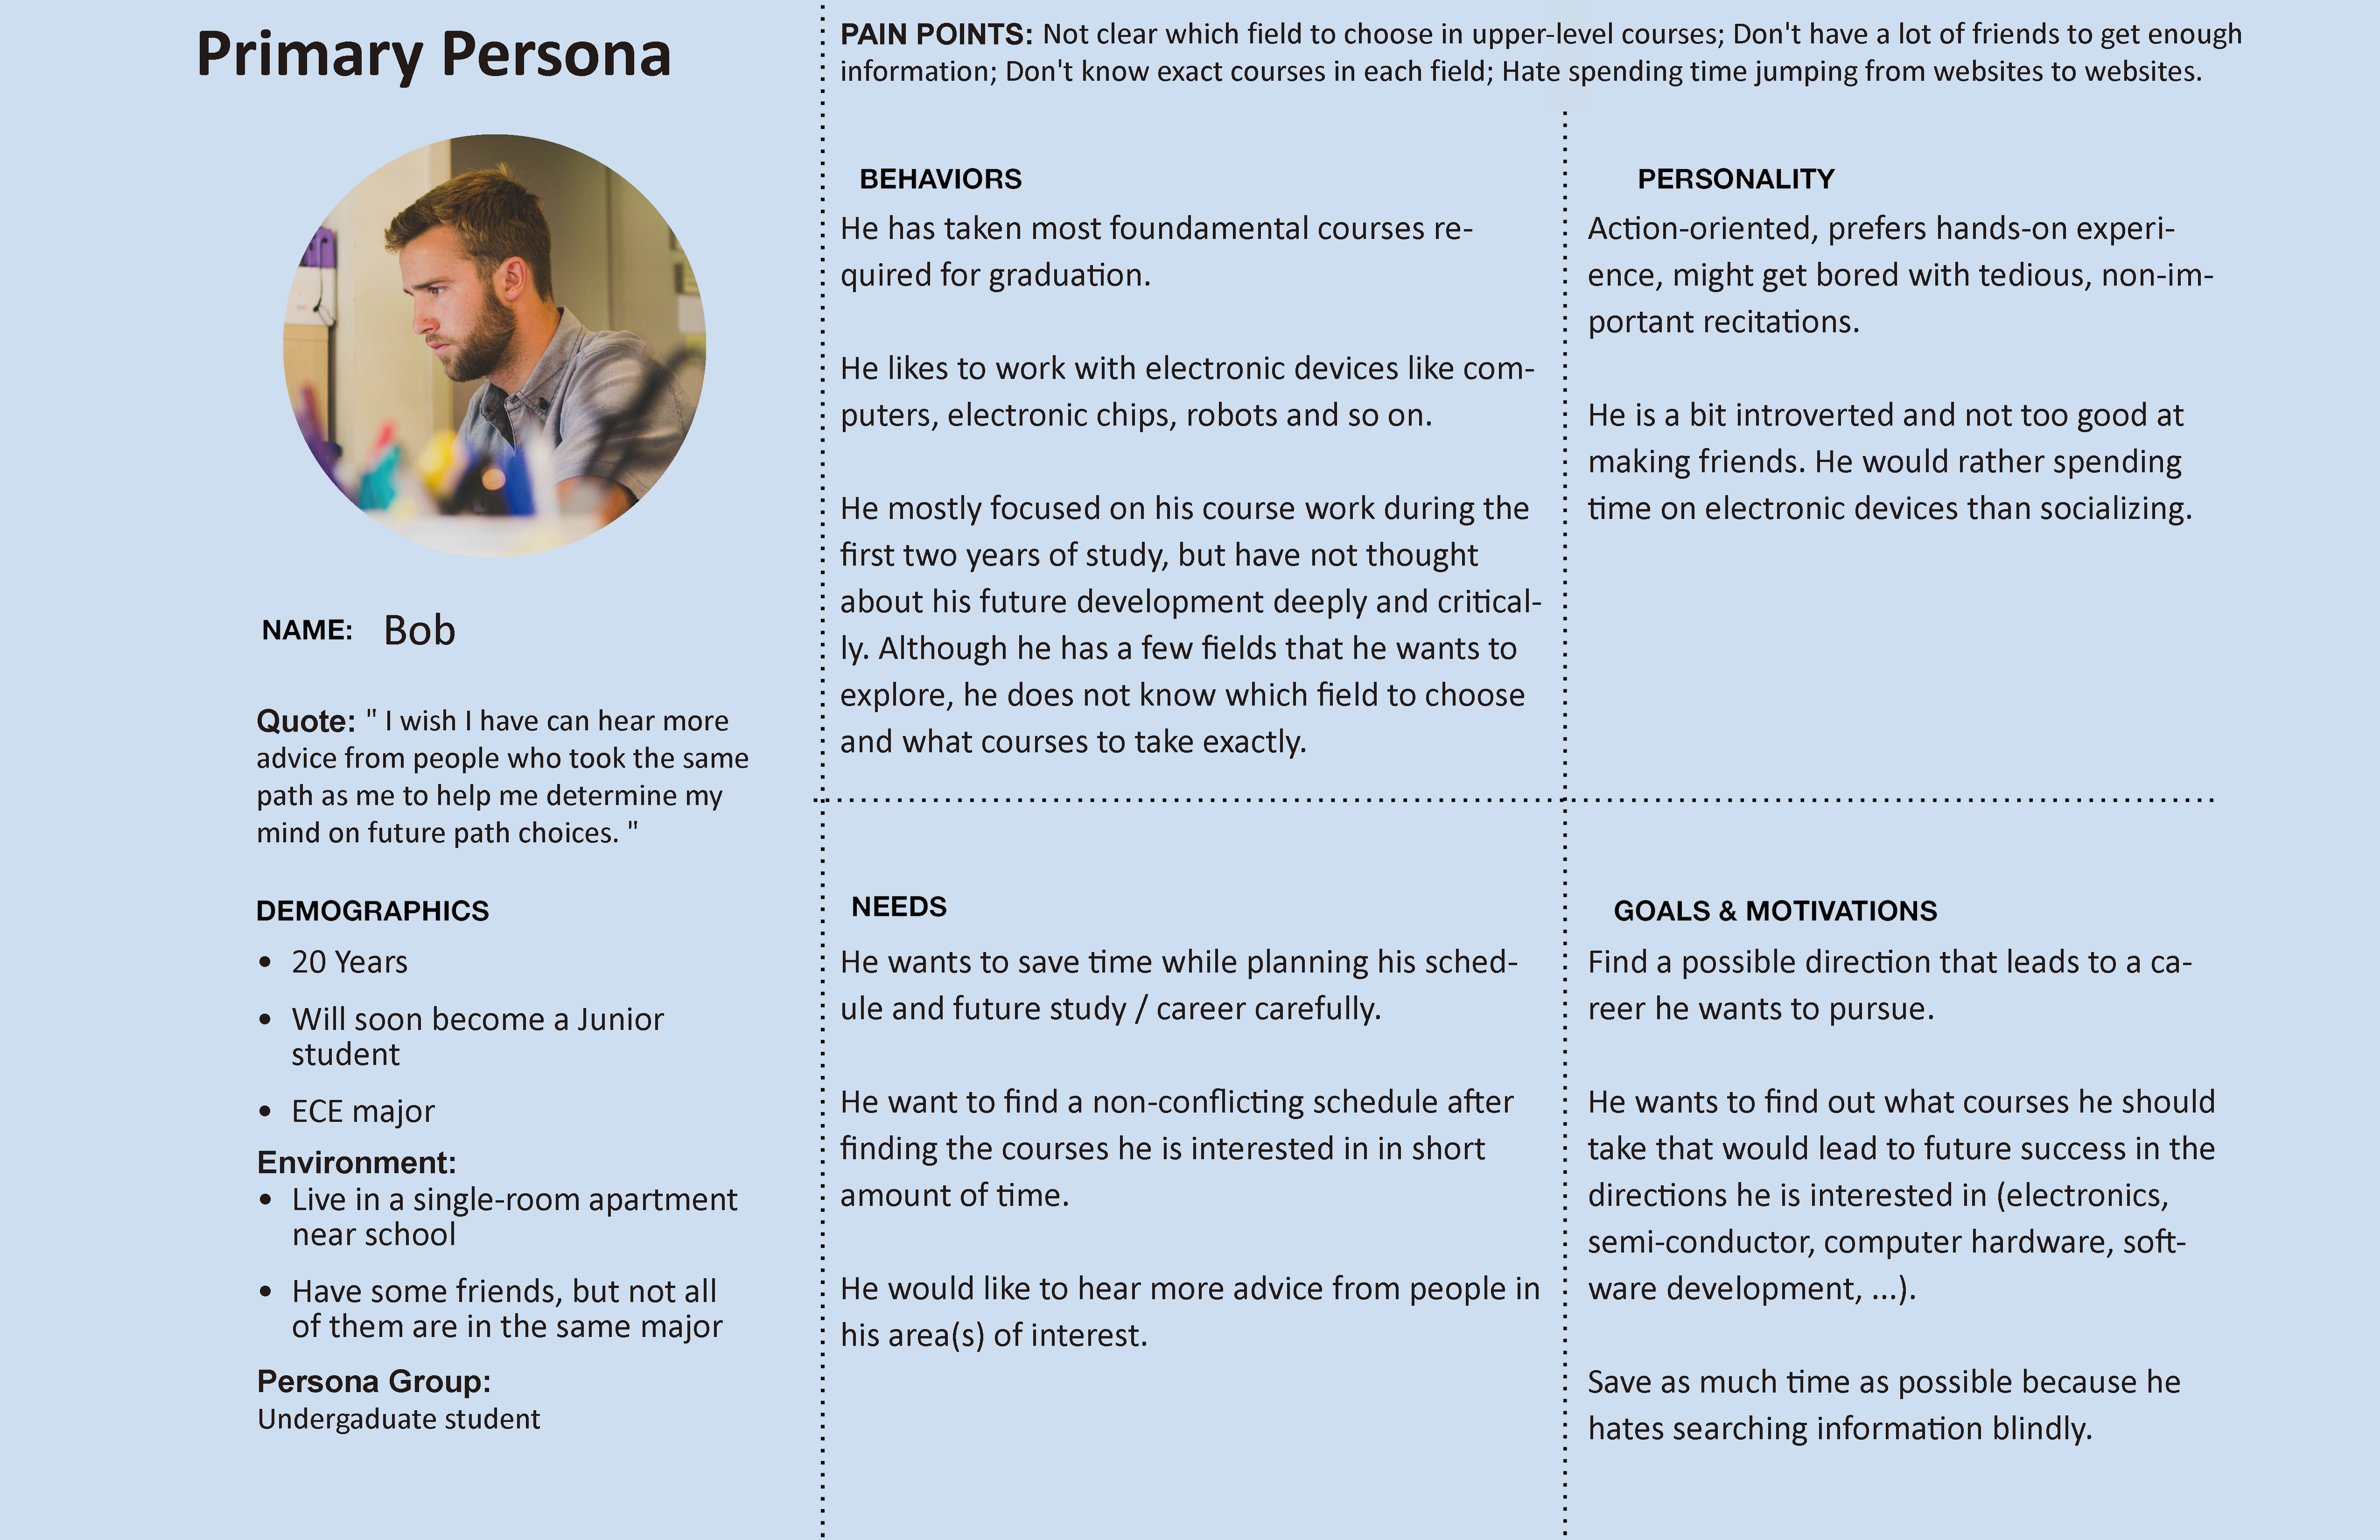 Primary Persona
NAME: Bob
Quote: " I wish I have can hear more
advice from people who took the same
path as me to help me determine my
mind on future path choices. "
DEMOGRAPHICS
• 20 Years
• Will soon become a Junior
student
• ECE major
Environment:
• Live in a single-room apartment
near school
• Have some friends, but not all
of them are in the same major
Persona Group:
Undergaduate student
PAIN POINTS: Not clear which field to choose in upper-level courses; Don't have a lot of friends to get enough
information; Don't know exact courses in each field; Hate spending time jumping from websites to websites.
BEHAVIORS
He has taken most foundamental courses re-
quired for graduation.
He likes to work with electronic devices like com-
puters, electronic chips, robots and so on.
He mostly focused on his course work during the
first two years of study, but have not thought
about his future development deeply and critical-
ly. Although he has a few fields that he wants to
explore, he does not know which field to choose
and what courses to take exactly.
PERSONALITY
Action-oriented, prefers hands-on experi-
ence, might get bored with tedious, non-im-
portant recitations.
He is a bit introverted and not too good at
making friends. He would rather spending
time on electronic devices than socializing.
NEEDS
He wants to save time while planning his sched-
ule and future study / career carefully.
He want to find a non-conflicting schedule after
finding the courses he is interested in in short
amount of time.
He would like to hear more advice from people in
his area(s) of interest.
GOALS & MOTIVATIONS
Find a possible direction that leads to a ca-
reer he wants to pursue.
He wants to find out what courses he should
take that would lead to future success in the
directions he is interested in (electronics,
semi-conductor, computer hardware, soft-
ware development, ...).
Save as much time as possible because he
hates searching information blindly.